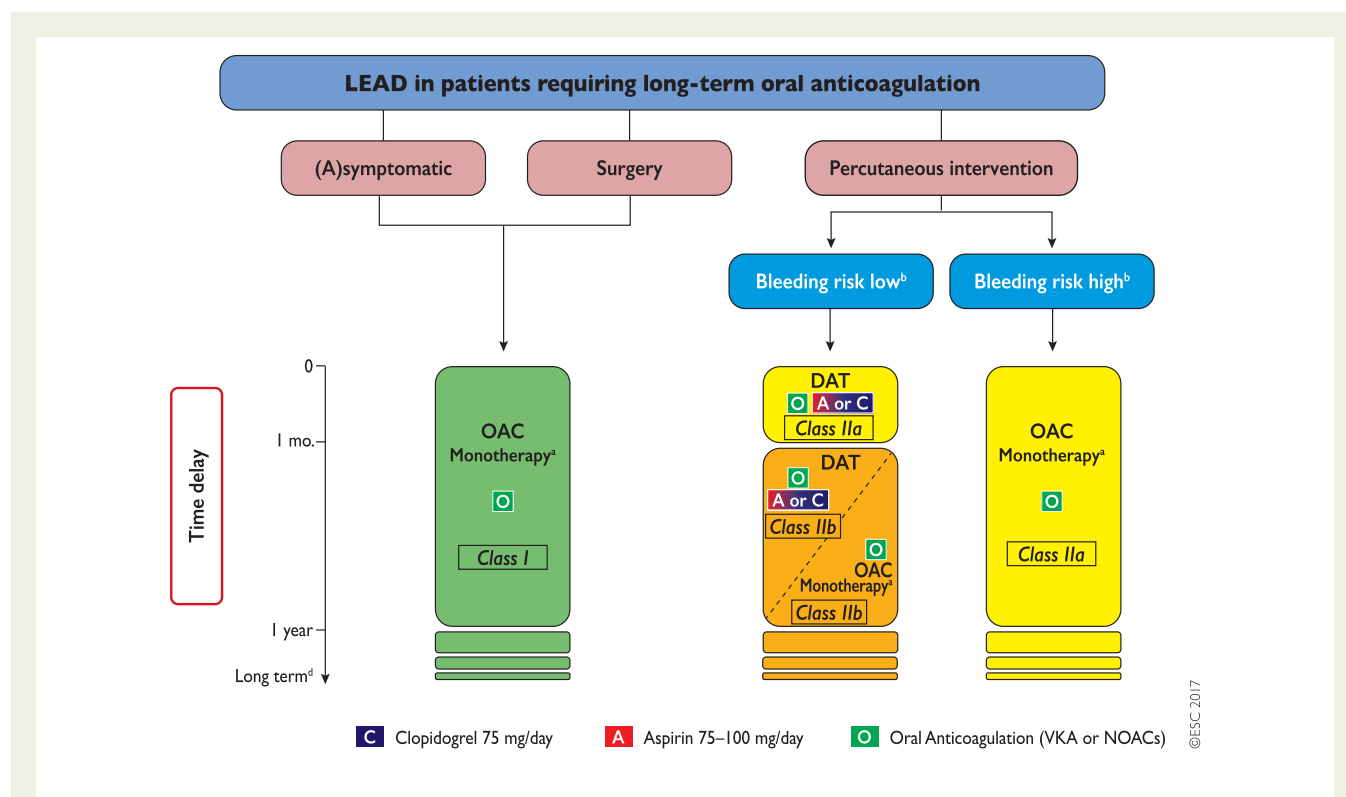 LEAD in patients requiring long-term oral anticoagulation
(A)symptomatic
Surgery
Percutaneous intervention
Bleeding risk lowᵇ
Bleeding risk highᵇ
Time delay
0
1 mo.
1 year
Long termᵈ
OAC
Monotherapyᵃ
O
Class I
DAT
O A or C
Class IIa
DAT
O
A or C
Class IIb
O
OAC
Monotherapyᵃ
Class IIb
OAC
Monotherapyᵃ
O
Class IIa
C Clopidogrel 75 mg/day
A Aspirin 75–100 mg/day
O Oral Anticoagulation (VKA or NOACs)
©ESC 2017